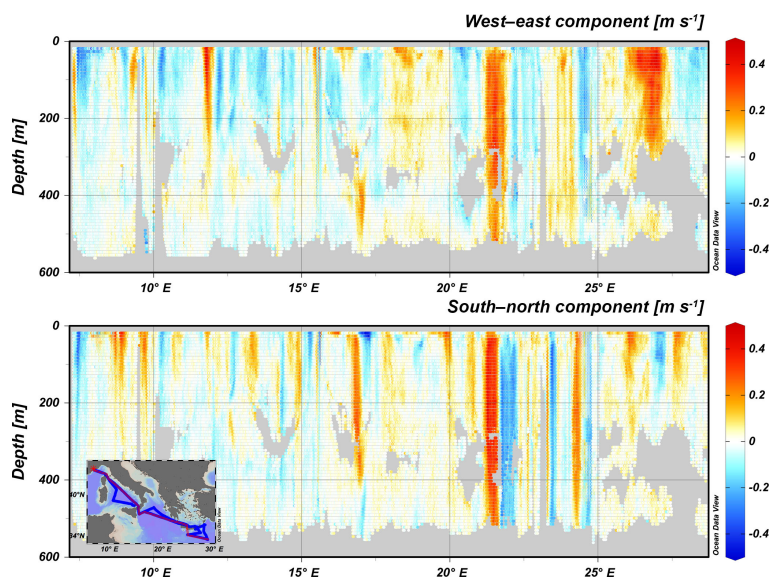 West–east component [m s⁻¹]
0
200
400
600
Depth [m]
10° E
15° E
20° E
25° E
Ocean Data View
0.4
0.2
0
-0.2
-0.4
South–north component [m s⁻¹]
0
200
400
600
Depth [m]
10° E
15° E
20° E
25° E
Ocean Data View
0.4
0.2
0
-0.2
-0.4
40°N
34°N
10° E
20° E
30° E
Ocean Data View